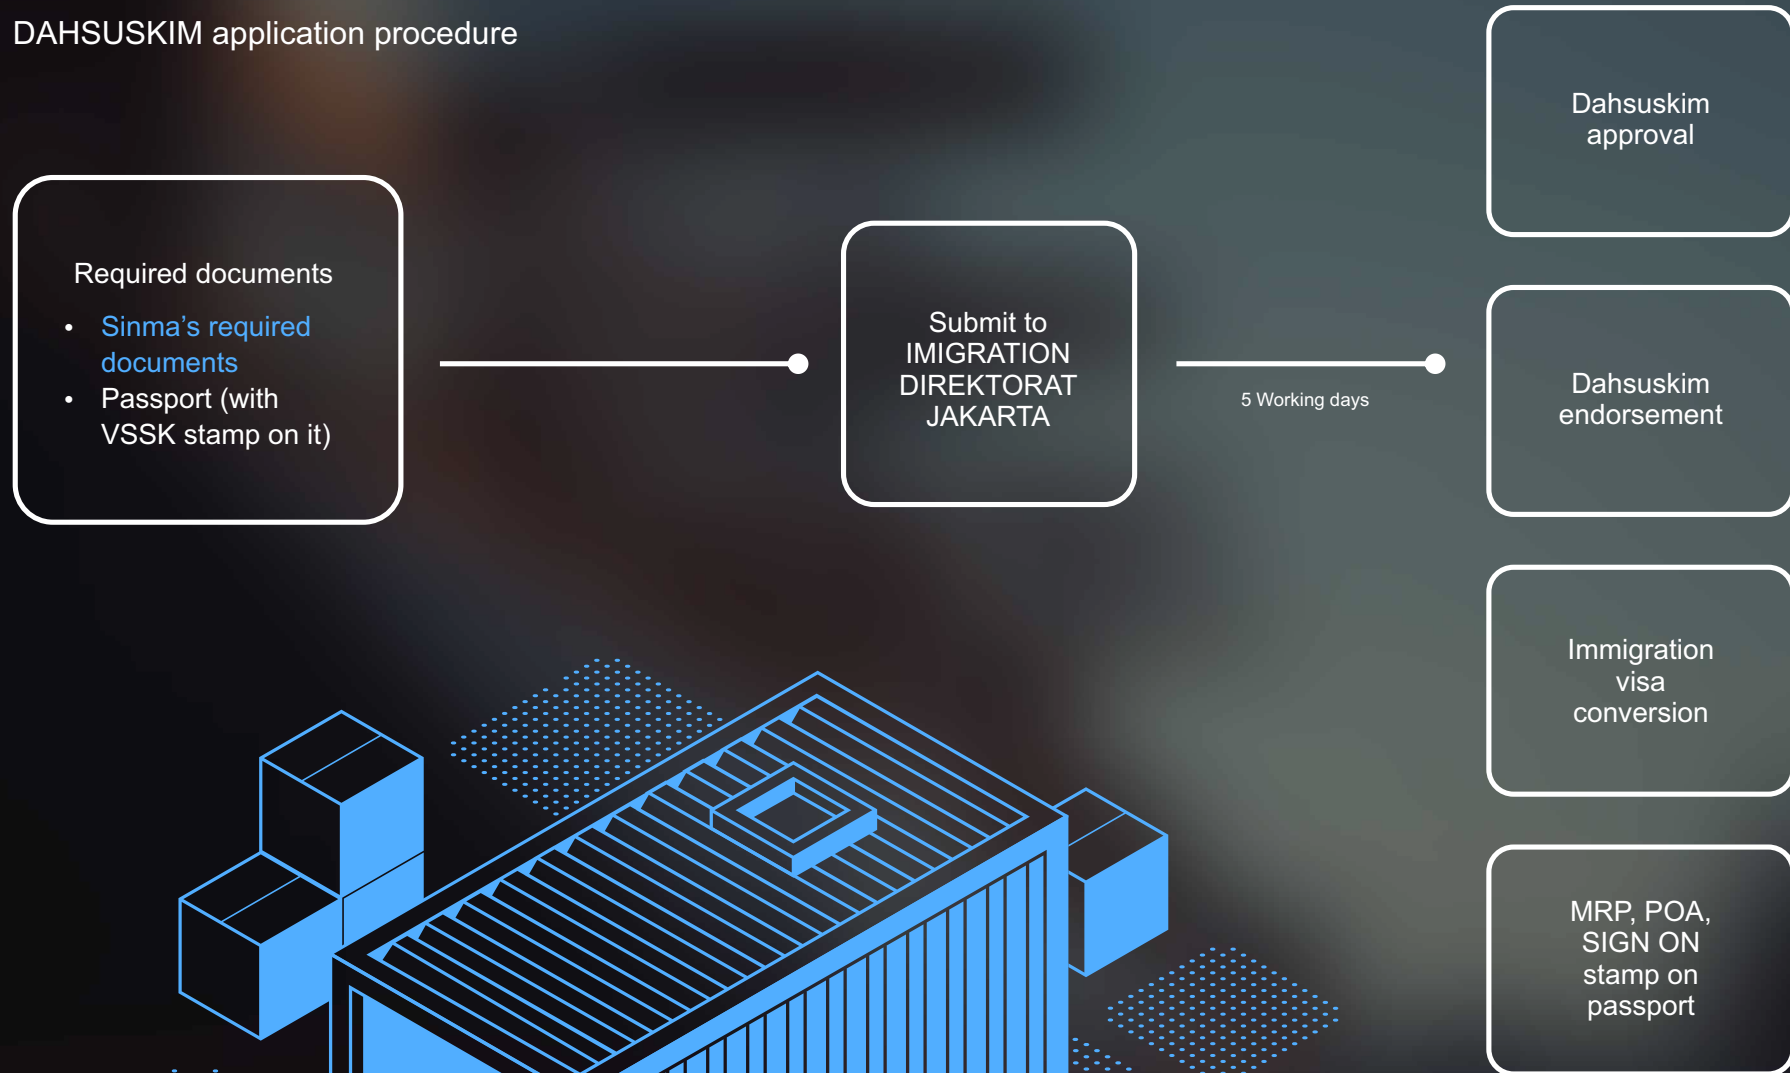 DAHSUSKIM application procedure
Required documents
• Sinma’s required
documents
• Passport (with
VSSK stamp on it)
Submit to
IMIGRATION
DIREKTORAT
JAKARTA
5 Working days
Dahsuskim
approval
Dahsuskim
endorsement
Immigration
visa
conversion
MRP, POA,
SIGN ON
stamp on
passport